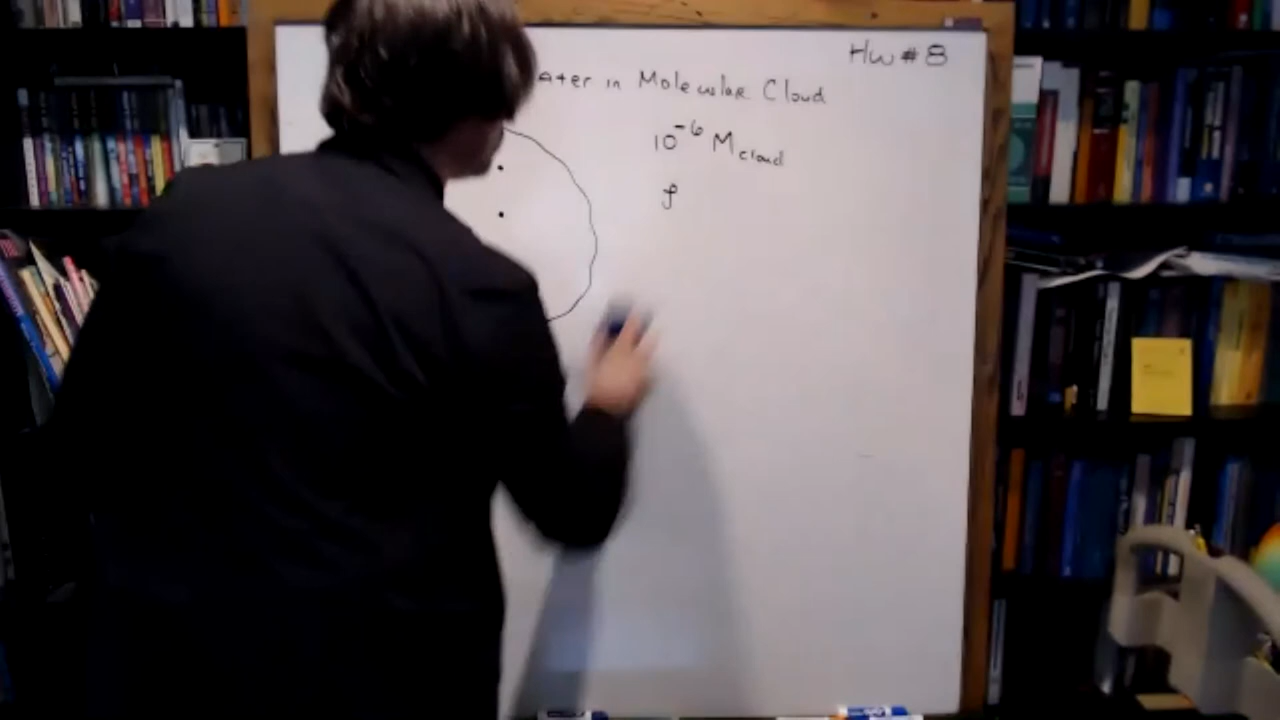 HW #8
ater in Molecular Cloud
10^-6 M_cloud
ρ